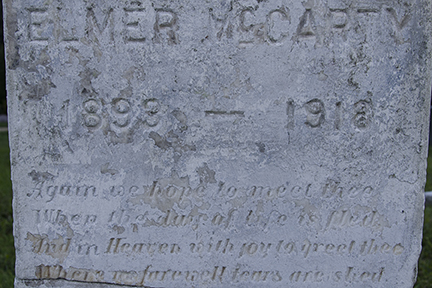 ELMER McCARTY
1893 — 1918
Again we hope to meet thee
When the day of life is fled,
And in Heaven with joy to greet thee
Where no farewell tears are shed